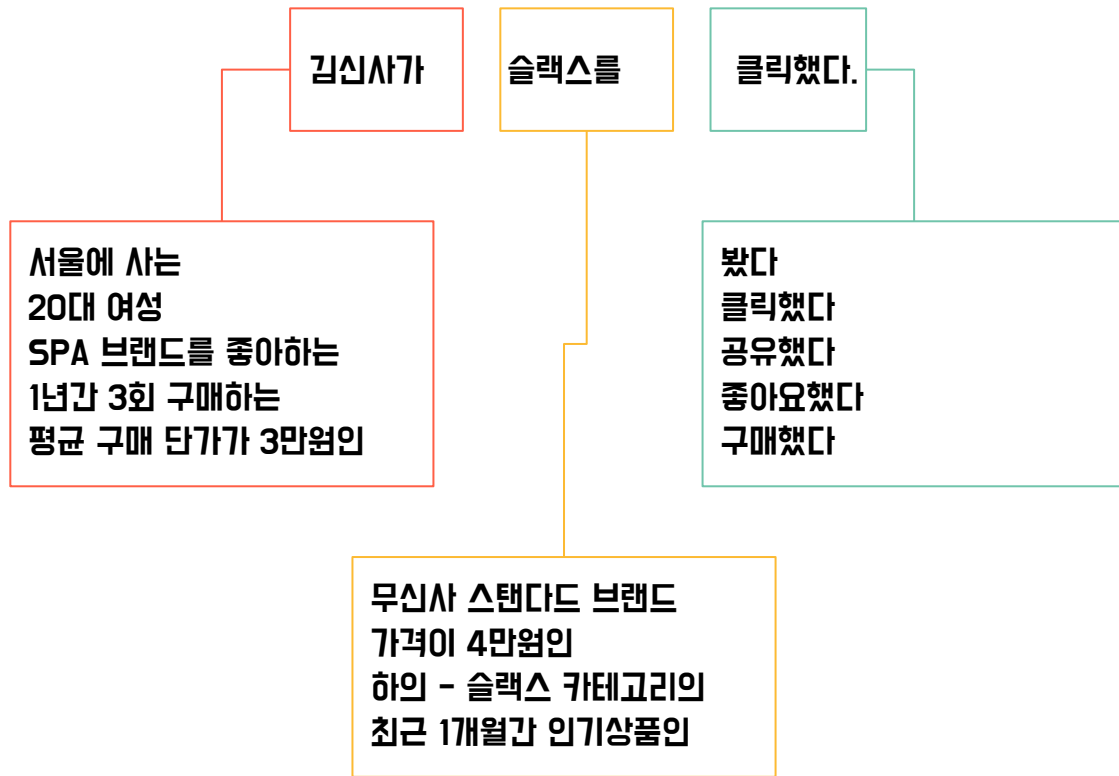 김신사가 슬랙스를 클릭했다.
서울에 사는
20대 여성
SPA 브랜드를 좋아하는
1년간 3회 구매하는
평균 구매 단가가 3만원인
봤다
클릭했다
공유했다
좋아요했다
구매했다
무신사 스탠다드 브랜드
가격이 4만원인
하의 - 슬랙스 카테고리의
최근 1개월간 인기상품인